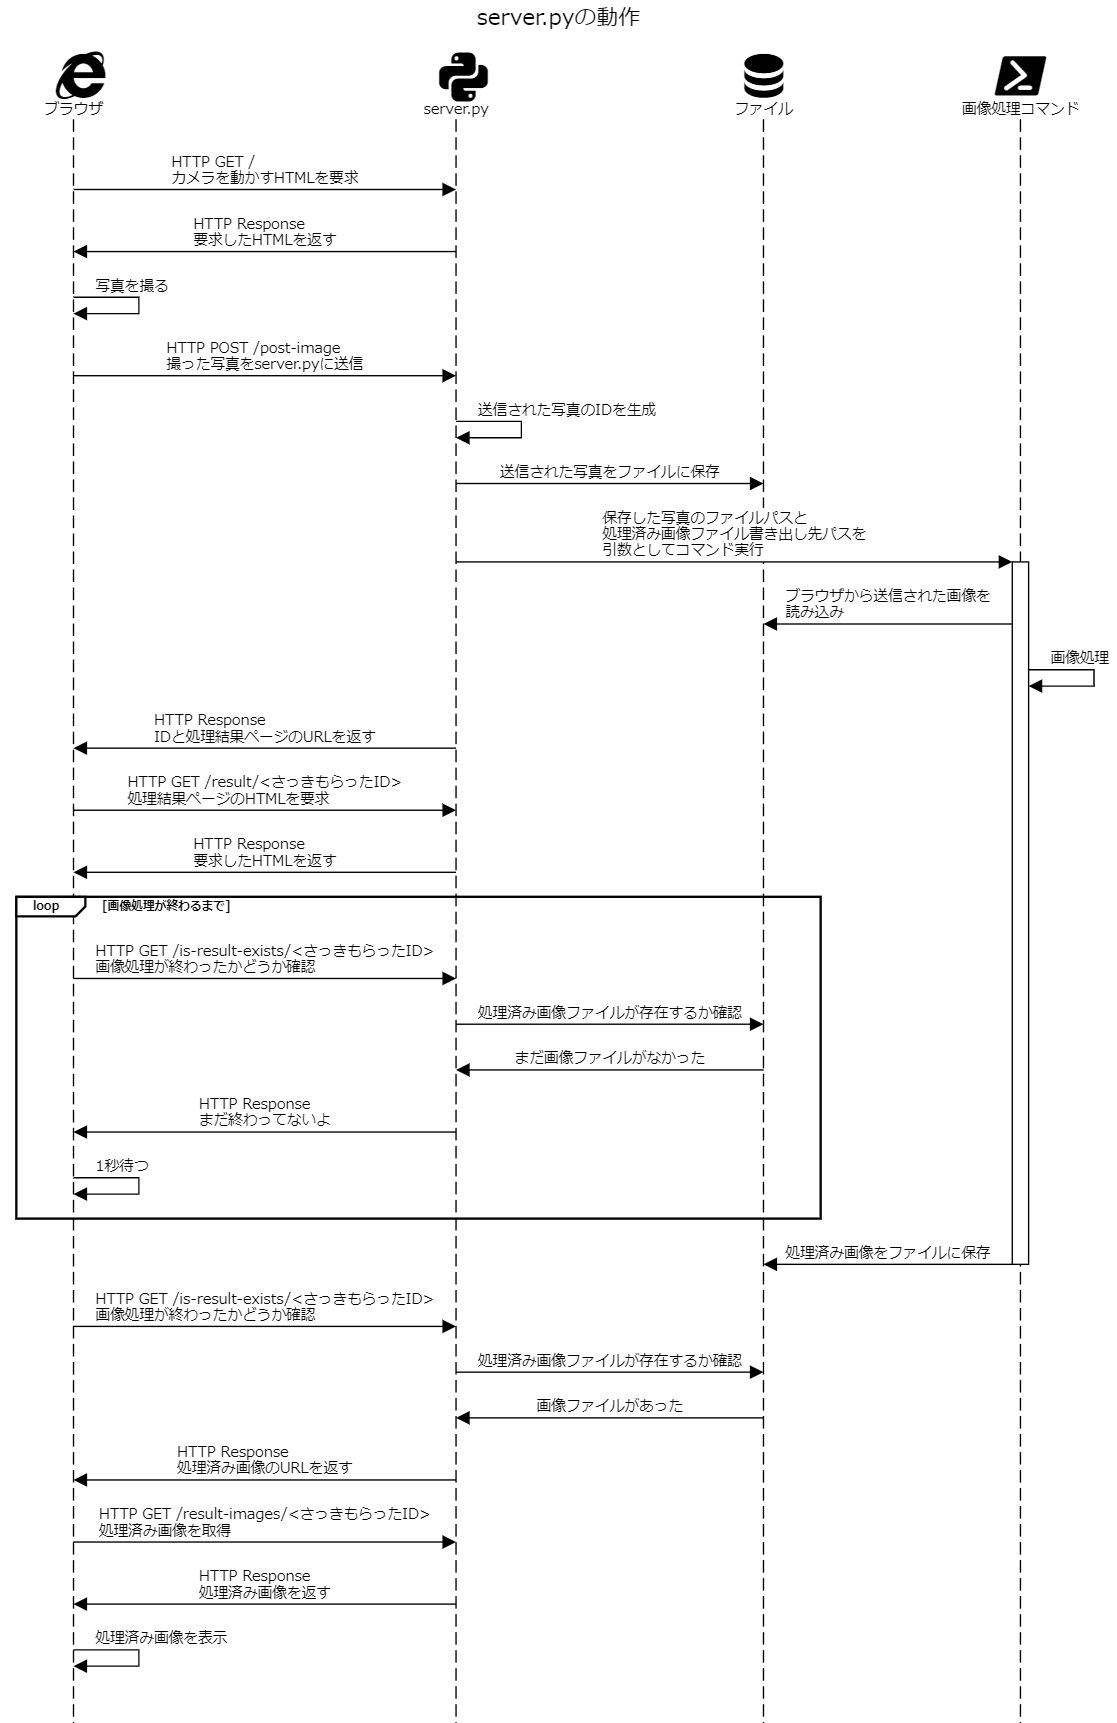 server.pyの動作
ブラウザ
server.py
ファイル
画像処理コマンド
HTTP GET /
カメラを動かすHTMLを要求
HTTP Response
要求したHTMLを返す
写真を撮る
HTTP POST /post-image
撮った写真をserver.pyに送信
送信された写真のIDを生成
送信された写真をファイルに保存
保存した写真のファイルパスと
処理済み画像ファイル書き出し先パスを
引数としてコマンド実行
ブラウザから送信された画像を
読み込み
画像処理
HTTP Response
IDと処理結果ページのURLを返す
HTTP GET /result/<さっきもらったID>
処理結果ページのHTMLを要求
HTTP Response
要求したHTMLを返す
loop [画像処理が終わるまで]
HTTP GET /is-result-exists/<さっきもらったID>
画像処理が終わったかどうか確認
処理済み画像ファイルが存在するか確認
まだ画像ファイルがなかった
HTTP Response
まだ終わってないよ
1秒待つ
処理済み画像をファイルに保存
HTTP GET /is-result-exists/<さっきもらったID>
画像処理が終わったかどうか確認
処理済み画像ファイルが存在するか確認
画像ファイルがあった
HTTP Response
処理済み画像のURLを返す
HTTP GET /result-images/<さっきもらったID>
処理済み画像を取得
HTTP Response
処理済み画像を返す
処理済み画像を表示